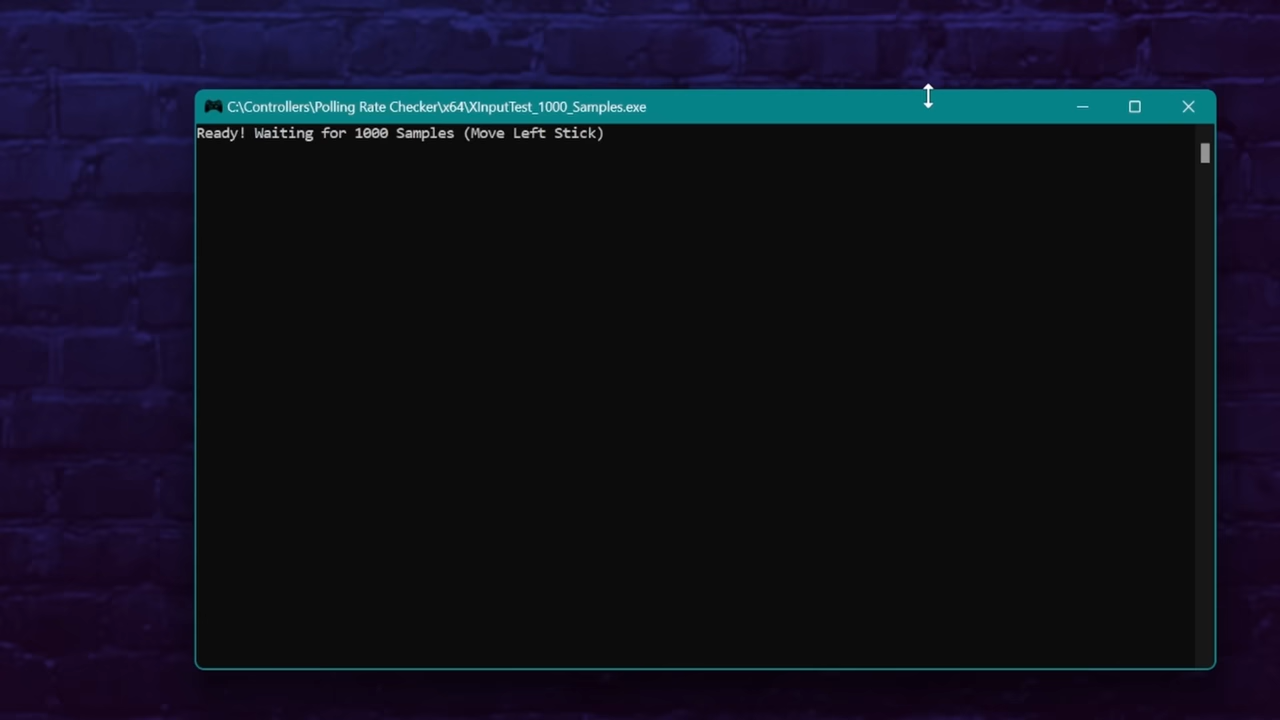 C:\Controllers\Polling Rate Checker\x64\XInputTest_1000_Samples.exe
Ready! Waiting for 1000 Samples (Move Left Stick)